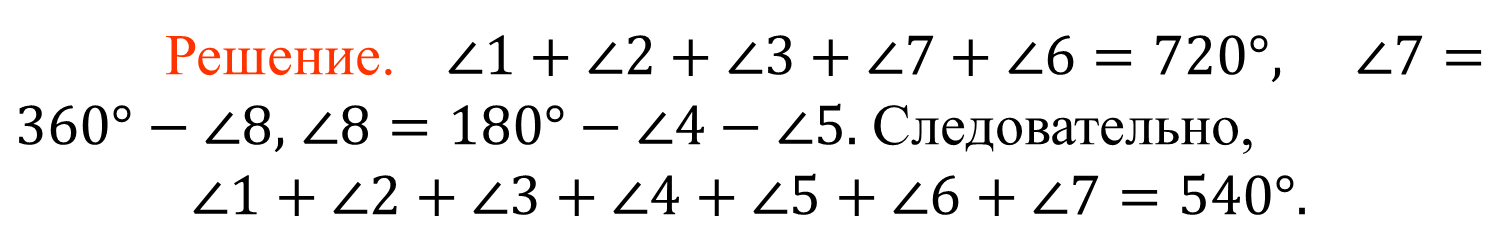 Решение. ∠1 + ∠2 + ∠3 + ∠7 + ∠6 = 720°, ∠7 =
360° − ∠8, ∠8 = 180° − ∠4 − ∠5. Следовательно,
∠1 + ∠2 + ∠3 + ∠4 + ∠5 + ∠6 + ∠7 = 540°.